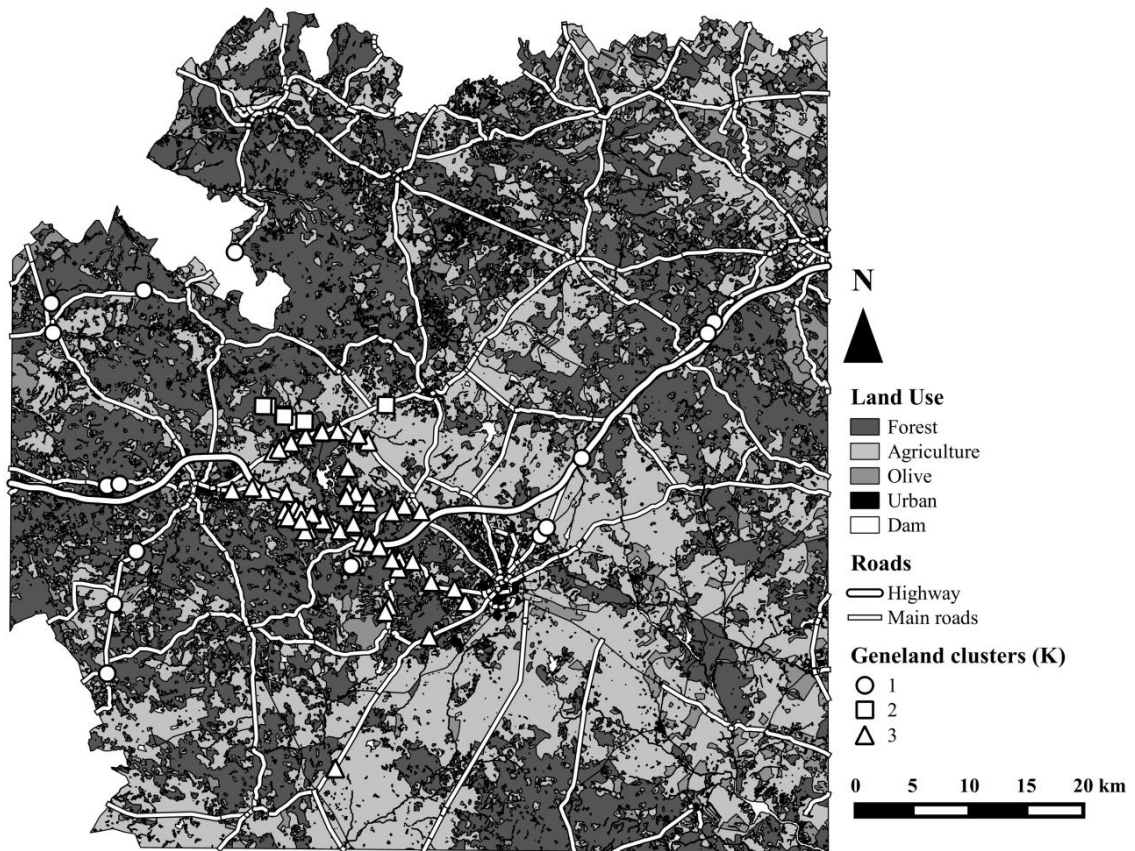 N
Land Use
Forest
Agriculture
Olive
Urban
Dam
Roads
Highway
Main roads
Geneland clusters (K)
1
2
3
0 5 10 15 20 km